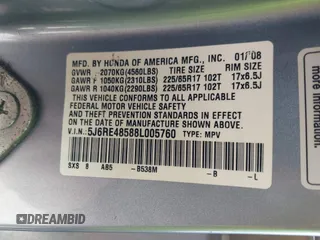 MFD. BY HONDA OF AMERICA MFG., INC. 01/08
GVWR 2070KG(4560LBS) TIRE SIZE RIM SIZE
GAWR F 1050KG(2310LBS) 225/65R17 102T 17x6.5J
GAWR R 1040KG(2290LBS) 225/65R17 102T 17x6.5J
THIS VEHICLE CONFORMS TO ALL APPLICABLE FEDERAL MOTOR VEHICLE SAFETY AND THEFT PREVENTION STANDARDS IN EFFECT ON THE DATE OF MANUFACTURE SHOWN ABOVE.
V.I.N.: 5J6RE48588L005760 TYPE: MPV
SXS 8 AB5 -B538M -B -L
DREAMBID